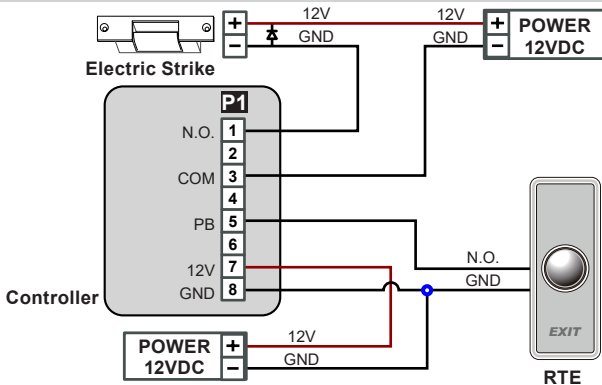 12V 12V
+ + POWER
− GND GND − 12VDC
Electric Strike
P1
N.O. 1
2
COM 3
4
PB 5
6
12V 7
GND 8
Controller
N.O.
GND
EXIT
RTE
POWER + 12V
12VDC − GND